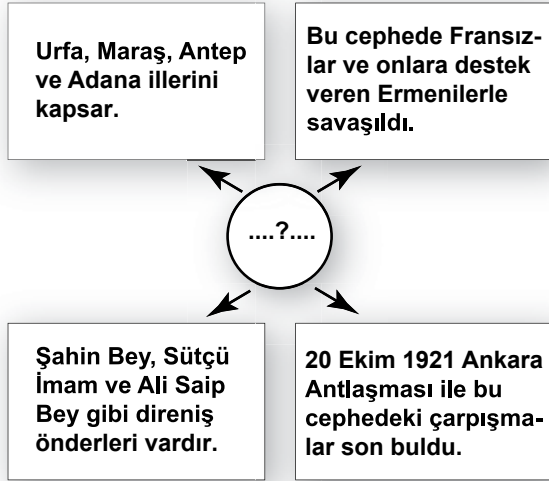 Urfa, Maraş, Antep
ve Adana illerini
kapsar.
Bu cephede Fransız-
lar ve onlara destek
veren Ermenilerle
savaşıldı.
....?....
Şahin Bey, Sütçü
İmam ve Ali Saip
Bey gibi direniş
önderleri vardır.
20 Ekim 1921 Ankara
Antlaşması ile bu
cephedeki çarpışma-
lar son buldu.